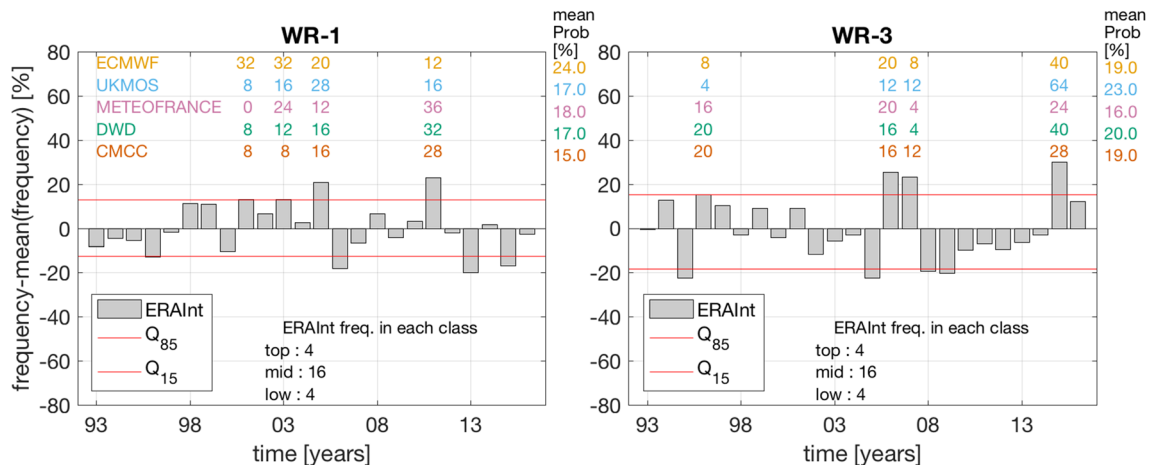 WR-1
mean
Prob
[%]
80
60
40
20
0
-20
-40
-60
-80
frequency-mean(frequency) [%]
ECMWF 32 32 20 12 24.0
UKMOS 8 16 28 16 17.0
METEOFRANCE 0 24 12 36 18.0
DWD 8 12 16 32 17.0
CMCC 8 8 16 28 15.0
ERAInt
Q85
Q15
ERAInt freq. in each class
top : 4
mid : 16
low : 4
93 98 03 08 13
time [years]
WR-3
mean
Prob
[%]
80
60
40
20
0
-20
-40
-60
-80
8 20 8 40 19.0
4 12 12 64 23.0
16 20 4 24 16.0
20 16 4 40 20.0
20 16 12 28 19.0
ERAInt
Q85
Q15
ERAInt freq. in each class
top : 4
mid : 16
low : 4
93 98 03 08 13
time [years]